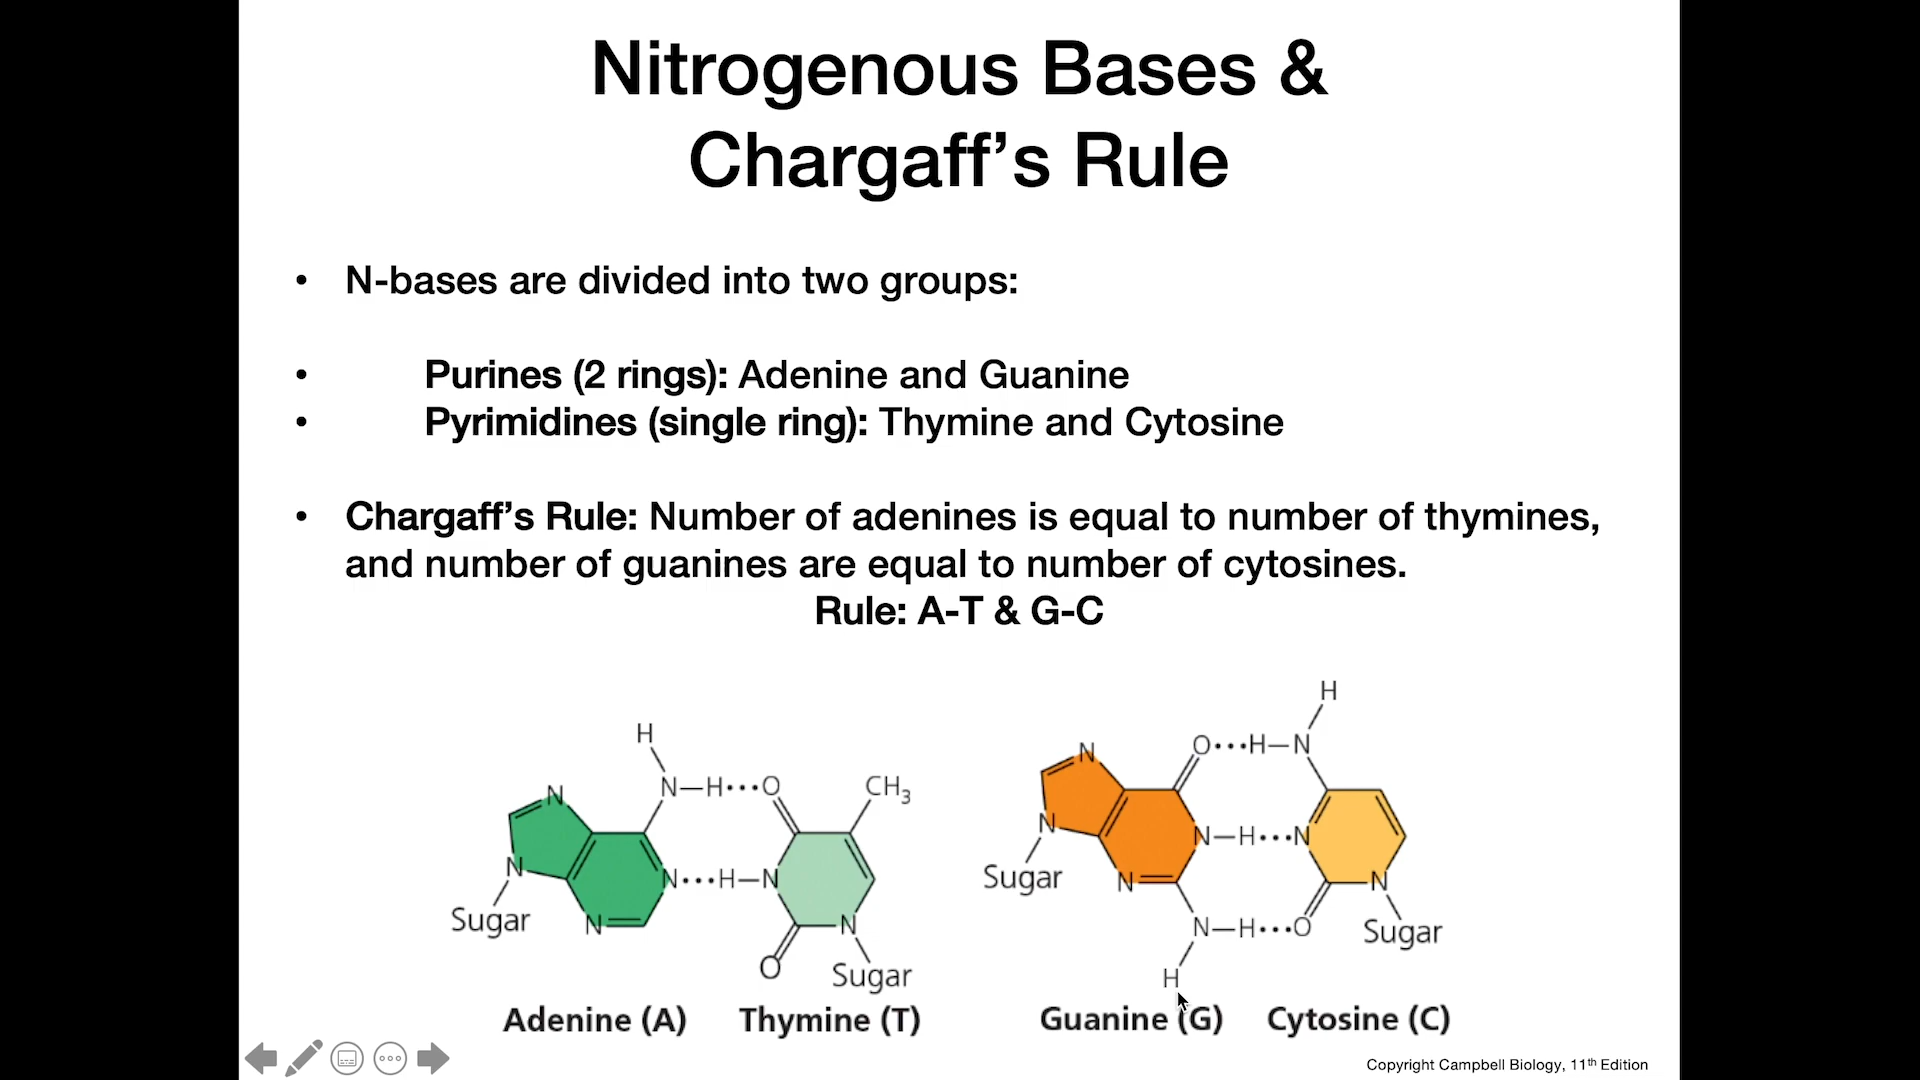 Nitrogenous Bases &
Chargaff’s Rule
• N-bases are divided into two groups:
• Purines (2 rings): Adenine and Guanine
• Pyrimidines (single ring): Thymine and Cytosine
• Chargaff’s Rule: Number of adenines is equal to number of thymines,
and number of guanines are equal to number of cytosines.
Rule: A-T & G-C
H
N—H•••O
CH₃
N
N
N•••H—N
N
N
O
Sugar
Sugar
Adenine (A)
Thymine (T)
H
O•••H—N
N
N
N—H•••N
N
N
N—H•••O
H
Sugar
Sugar
Guanine (G)
Cytosine (C)
Copyright Campbell Biology, 11th Edition